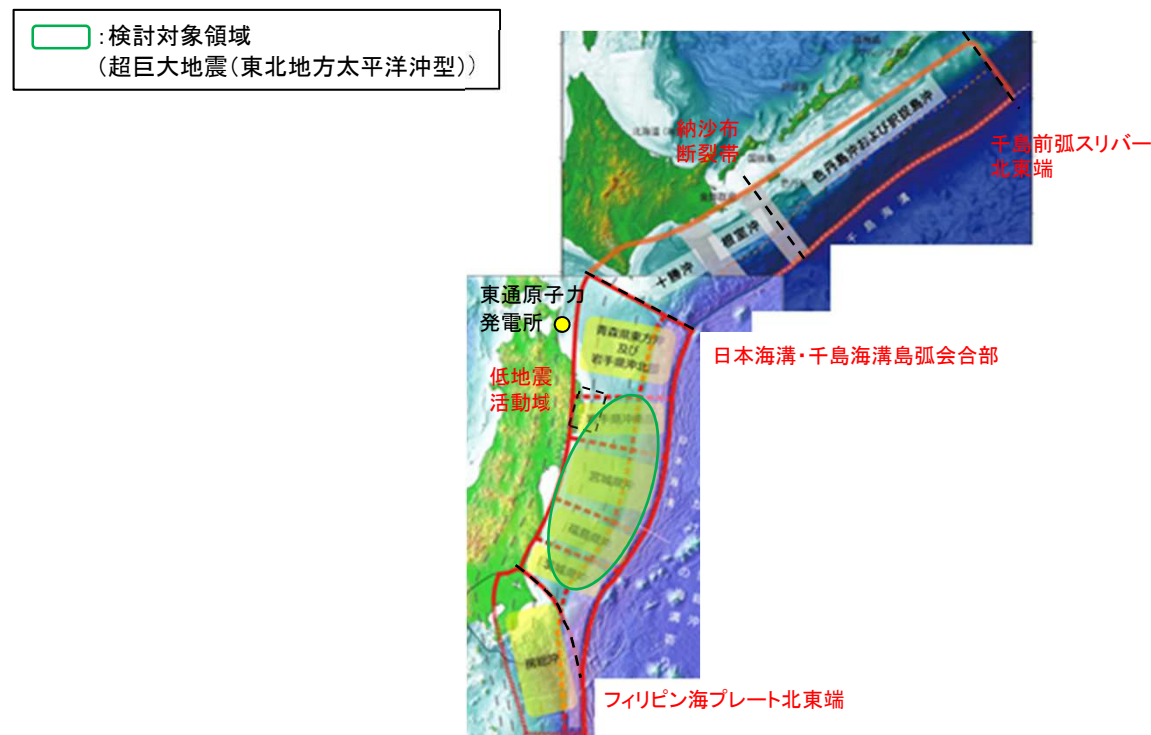 :検討対象領域
(超巨大地震(東北地方太平洋沖型))
納沙布
断裂帯
色丹島沖および択捉島沖
千島前弧スリバー
北東端
根室沖
千島海溝
十勝沖
東通原子力
発電所
青森県東方沖
及び
岩手県沖北部
日本海溝・千島海溝島弧会合部
低地震
活動域
宮城県沖
福島県沖
茨城県沖
房総沖
フィリピン海プレート北東端